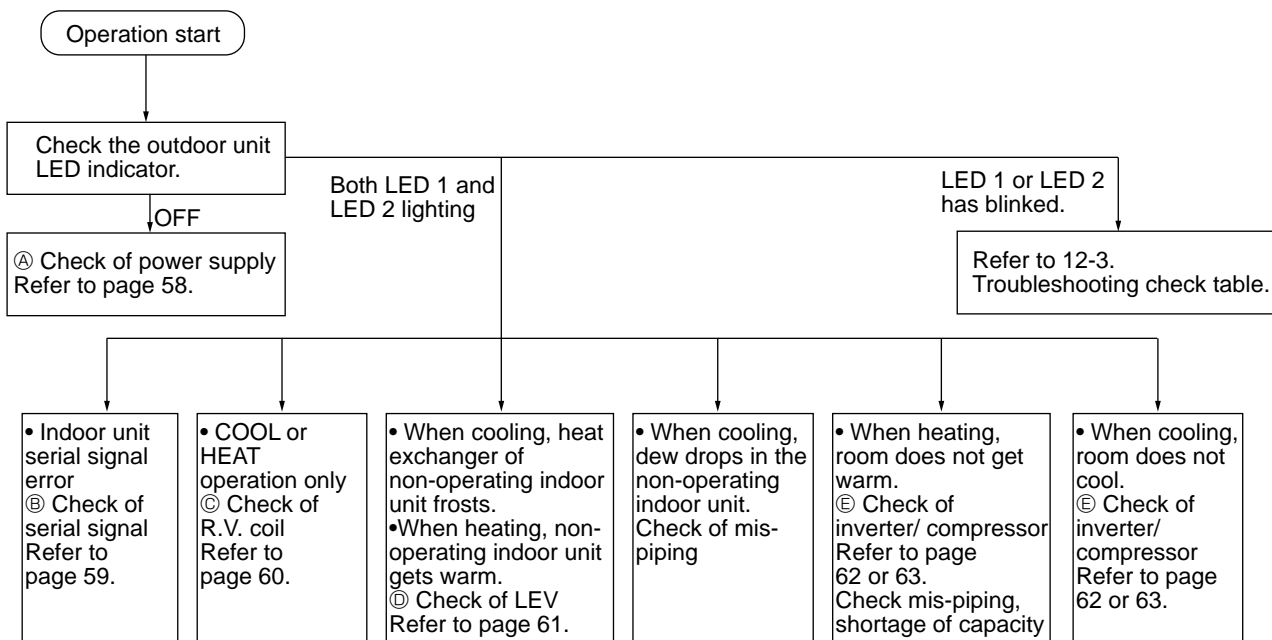 Operation start
Check the outdoor unit
LED indicator.
OFF
Ⓐ Check of power supply
Refer to page 58.
Both LED 1 and
LED 2 lighting
LED 1 or LED 2
has blinked.
Refer to 12-3.
Troubleshooting check table.
• Indoor unit
serial signal
error
Ⓑ Check of
serial signal
Refer to
page 59.
• COOL or
HEAT
operation only
Ⓒ Check of
R.V. coil
Refer to
page 60.
• When cooling, heat
exchanger of
non-operating indoor
unit frosts.
•When heating, non-
operating indoor unit
gets warm.
Ⓓ Check of LEV
Refer to page 61.
• When cooling,
dew drops in the
non-operating
indoor unit.
Check of mis-
piping
• When heating,
room does not get
warm.
Ⓔ Check of
inverter/ compressor
Refer to page
62 or 63.
Check mis-piping,
shortage of capacity
• When cooling,
room does not
cool.
Ⓔ Check of
inverter/
compressor
Refer to page
62 or 63.